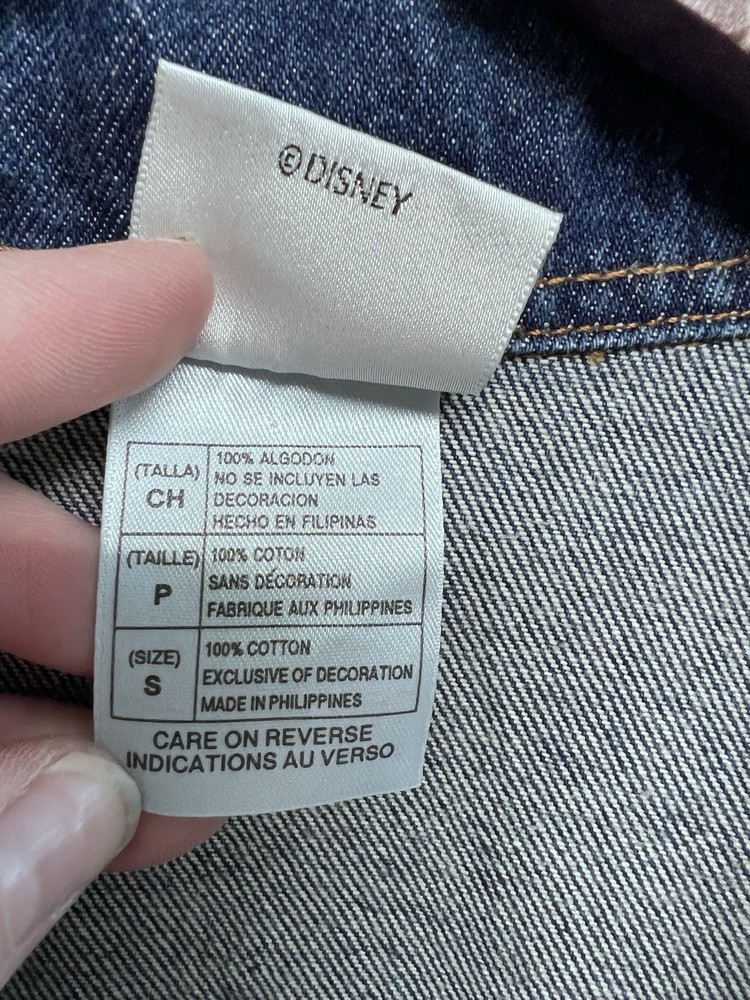 ©DISNEY
(TALLA)
CH
100% ALGODON
NO SE INCLUYEN LAS
DECORACION
HECHO EN FILIPINAS
(TAILLE)
P
100% COTON
SANS DÉCORATION
FABRIQUE AUX PHILIPPINES
(SIZE)
S
100% COTTON
EXCLUSIVE OF DECORATION
MADE IN PHILIPPINES
CARE ON REVERSE
INDICATIONS AU VERSO